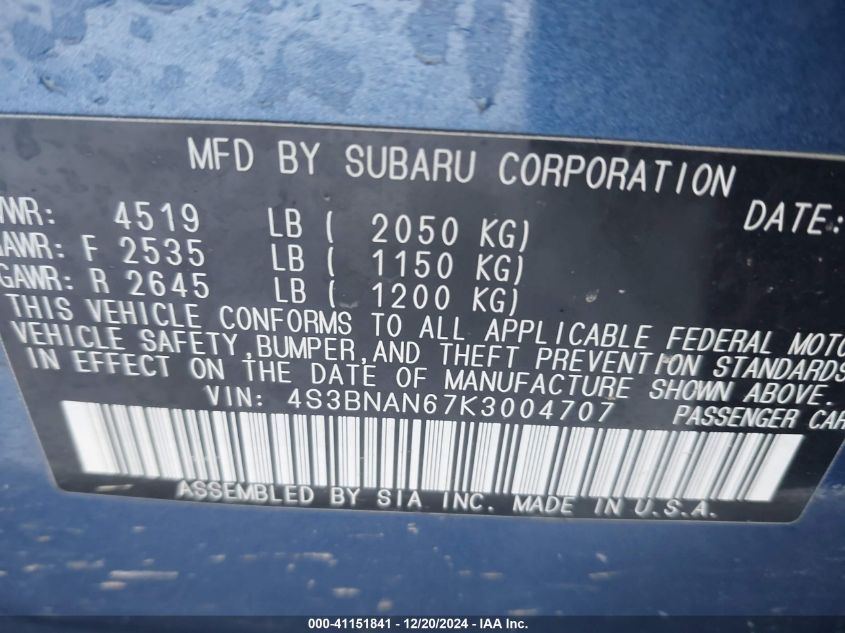 MFD BY SUBARU CORPORATION
WR: 4519 LB ( 2050 KG) DATE:
AWR: F 2535 LB ( 1150 KG)
GAWR: R 2645 LB ( 1200 KG)
THIS VEHICLE CONFORMS TO ALL APPLICABLE FEDERAL MOTO
VEHICLE SAFETY,BUMPER,AND THEFT PREVENTION STANDARDS
IN EFFECT ON THE DATE OF MANUFACTURE SHOWN ABOVE.
VIN: 4S3BNAN67K3004707 PASSENGER CAR
ASSEMBLED BY SIA INC. MADE IN U.S.A.
000-41151841 - 12/20/2024 - IAA Inc.